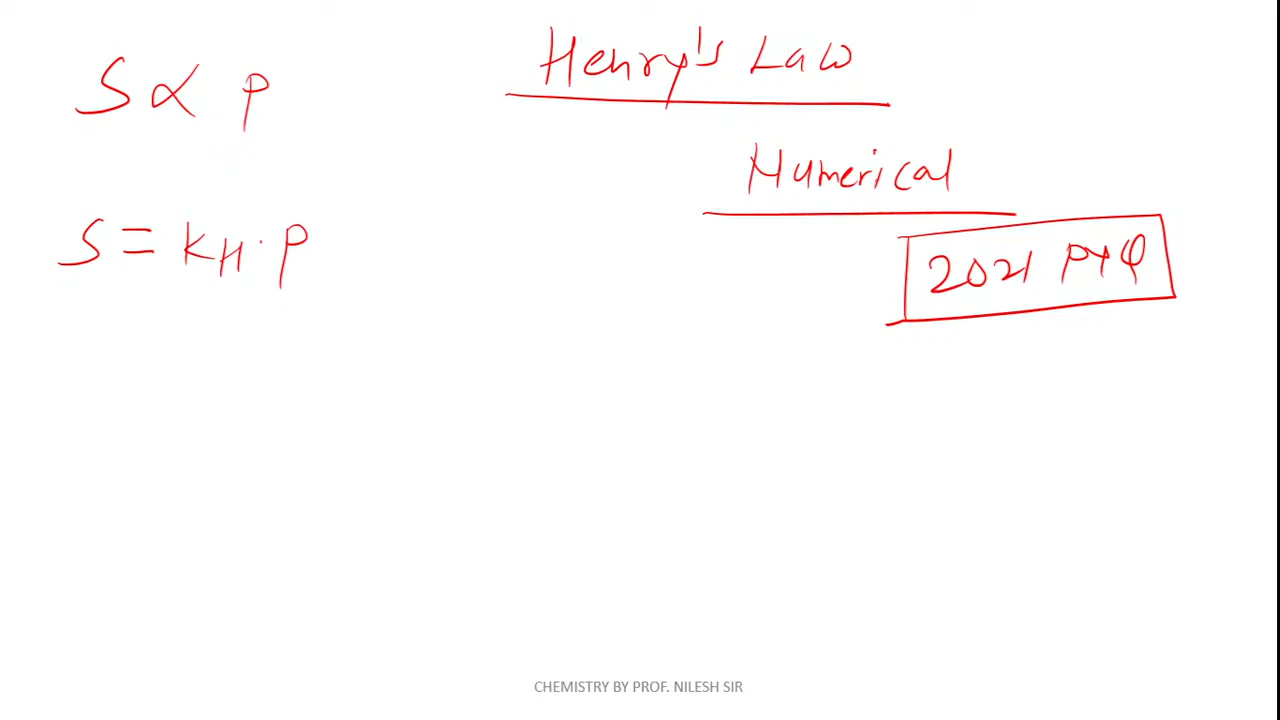 Henry's Law
S ∝ P
Numerical
S = KH · P
2021 PYQ
CHEMISTRY BY PROF. NILESH SIR